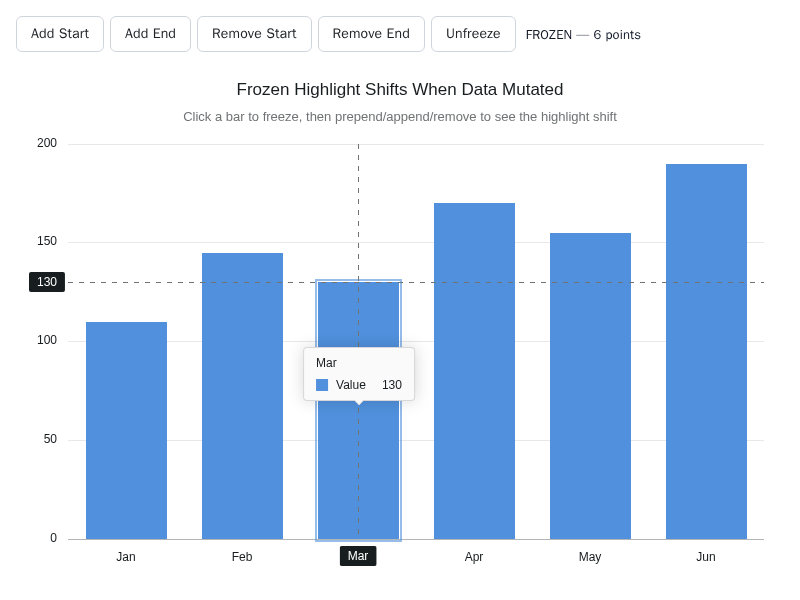 Add Start Add End Remove Start Remove End Unfreeze FROZEN — 6 points
Frozen Highlight Shifts When Data Mutated
Click a bar to freeze, then prepend/append/remove to see the highlight shift
200
150
130
100
50
0
Mar
Value 130
Jan Feb Mar Apr May Jun